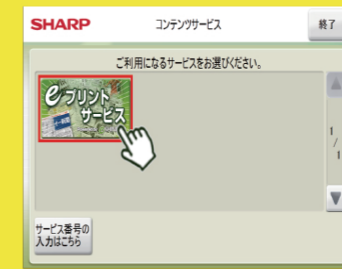 SHARP
コンテンツサービス
終了
ご利用になるサービスをお選びください。
eプリント
サービス
1
/
1
サービス番号の
入力はこちら